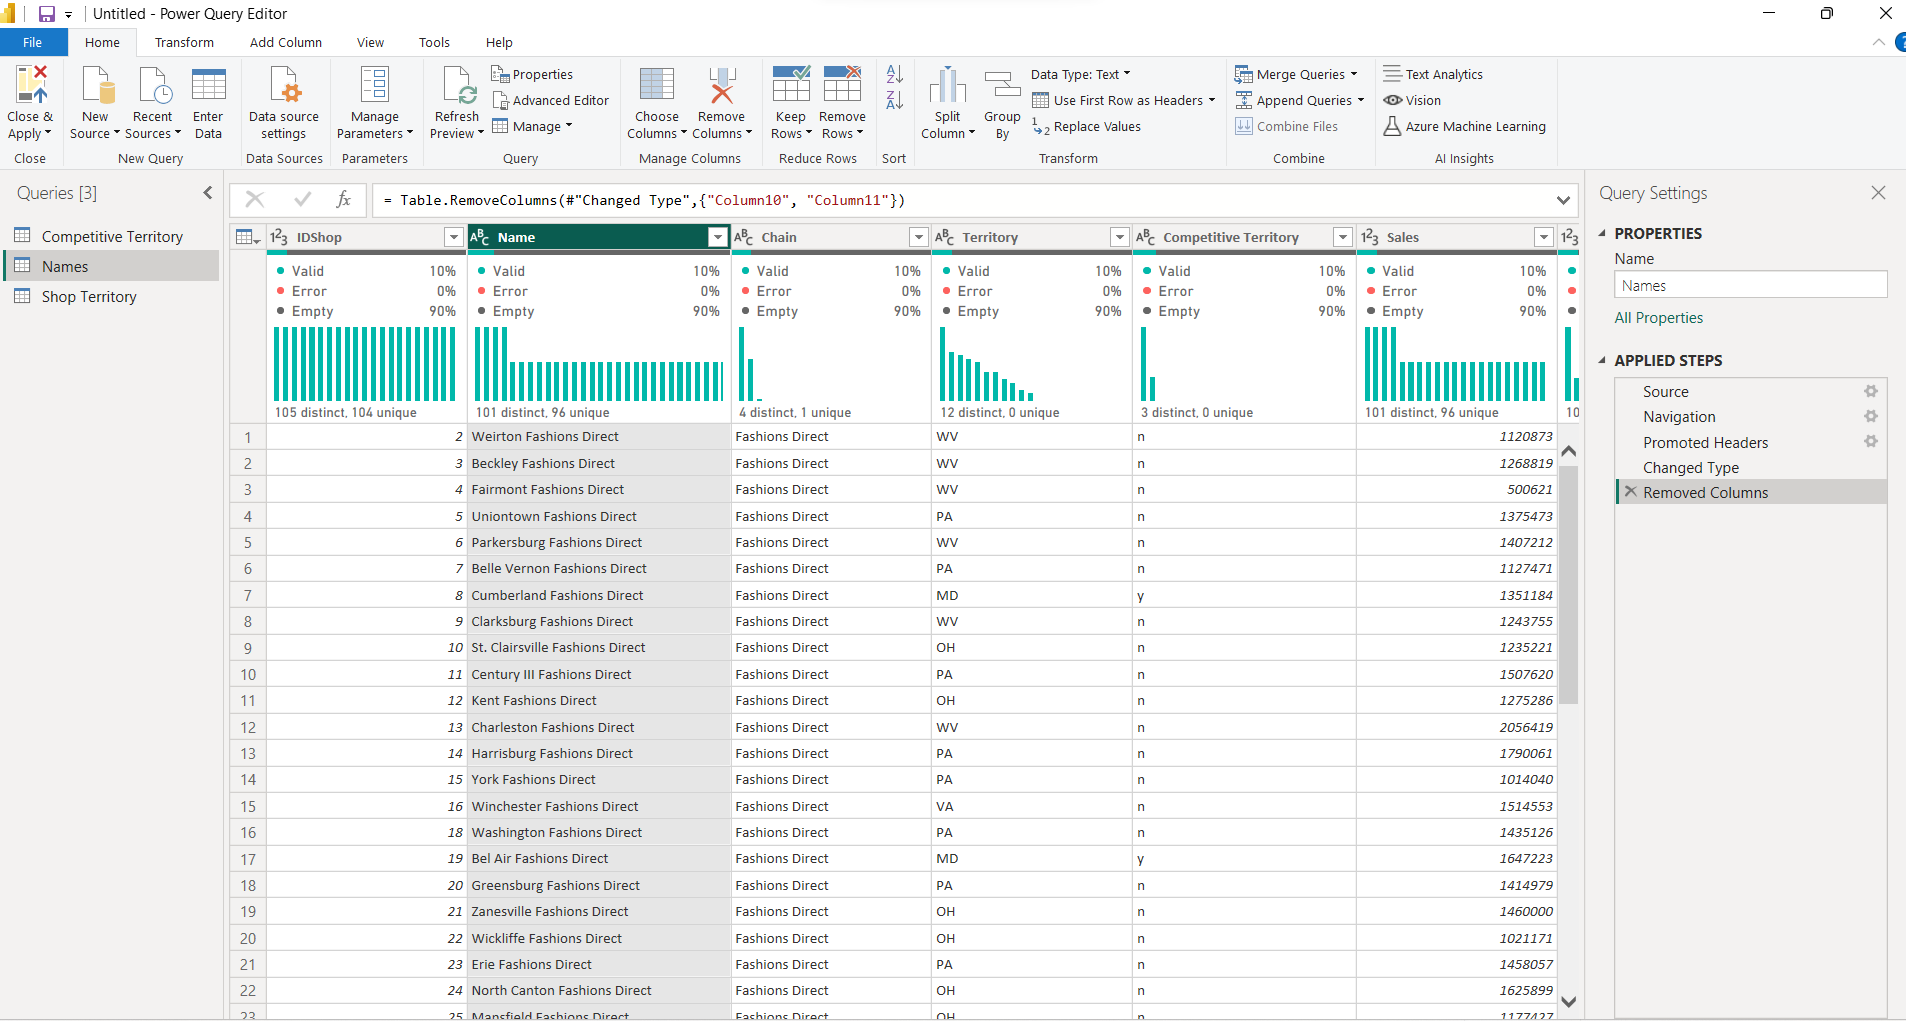 Untitled - Power Query Editor
File Home Transform Add Column View Tools Help
Close & Apply
New Source
Recent Sources
Enter Data
Data source settings
Manage Parameters
Refresh Preview
Properties
Advanced Editor
Manage
Choose Columns
Remove Columns
Keep Rows
Remove Rows
Split Column
Group By
Data Type: Text
Use First Row as Headers
Replace Values
Merge Queries
Append Queries
Combine Files
Text Analytics
Vision
Azure Machine Learning
Close New Query Data Sources Parameters Query Manage Columns Reduce Rows Sort Transform Combine AI Insights
Queries [3]
Competitive Territory
Names
Shop Territory
fx = Table.RemoveColumns(#"Changed Type",{"Column10", "Column11"})
IDShop Name Chain Territory Competitive Territory Sales
Valid 10% Valid 10% Valid 10% Valid 10% Valid 10% Valid 10%
Error 0% Error 0% Error 0% Error 0% Error 0% Error 0%
Empty 90% Empty 90% Empty 90% Empty 90% Empty 90% Empty 90%
105 distinct, 104 unique 101 distinct, 96 unique 4 distinct, 1 unique 12 distinct, 0 unique 3 distinct, 0 unique 101 distinct, 96 unique 10
1 2 Weirton Fashions Direct Fashions Direct WV n 1120873
2 3 Beckley Fashions Direct Fashions Direct WV n 1268819
3 4 Fairmont Fashions Direct Fashions Direct WV n 500621
4 5 Uniontown Fashions Direct Fashions Direct PA n 1375473
5 6 Parkersburg Fashions Direct Fashions Direct WV n 1407212
6 7 Belle Vernon Fashions Direct Fashions Direct PA n 1127471
7 8 Cumberland Fashions Direct Fashions Direct MD y 1351184
8 9 Clarksburg Fashions Direct Fashions Direct WV n 1243755
9 10 St. Clairsville Fashions Direct Fashions Direct OH n 1235221
10 11 Century III Fashions Direct Fashions Direct PA n 1507620
11 12 Kent Fashions Direct Fashions Direct OH n 1275286
12 13 Charleston Fashions Direct Fashions Direct WV n 2056419
13 14 Harrisburg Fashions Direct Fashions Direct PA n 1790061
14 15 York Fashions Direct Fashions Direct PA n 1014040
15 16 Winchester Fashions Direct Fashions Direct VA n 1514553
16 18 Washington Fashions Direct Fashions Direct PA n 1435126
17 19 Bel Air Fashions Direct Fashions Direct MD y 1647223
18 20 Greensburg Fashions Direct Fashions Direct PA n 1414979
19 21 Zanesville Fashions Direct Fashions Direct OH n 1460000
20 22 Wickliffe Fashions Direct Fashions Direct OH n 1021171
21 23 Erie Fashions Direct Fashions Direct PA n 1458057
22 24 North Canton Fashions Direct Fashions Direct OH n 1625899
23 25 Mansfield Fashions Direct Fashions Direct OH n 1177427
Query Settings
PROPERTIES
Name
Names
All Properties
APPLIED STEPS
Source
Navigation
Promoted Headers
Changed Type
Removed Columns